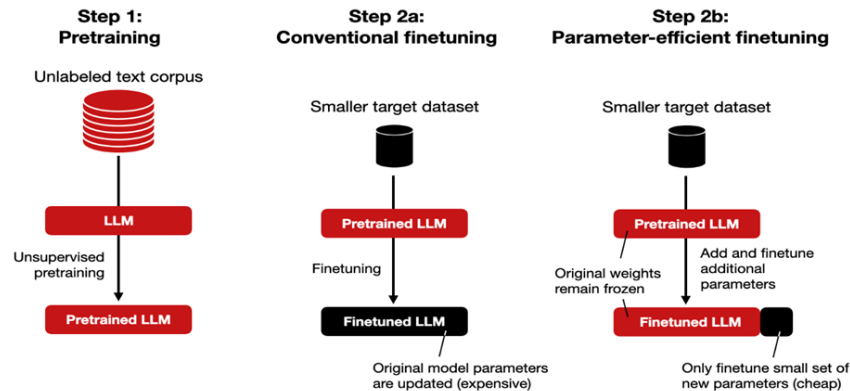 Step 1:
Pretraining
Unlabeled text corpus
LLM
Unsupervised
pretraining
Pretrained LLM
Step 2a:
Conventional finetuning
Smaller target dataset
Pretrained LLM
Finetuning
Finetuned LLM
Original model parameters
are updated (expensive)
Step 2b:
Parameter-efficient finetuning
Smaller target dataset
Pretrained LLM
Original weights
remain frozen
Add and finetune
additional
parameters
Finetuned LLM
Only finetune small set of
new parameters (cheap)